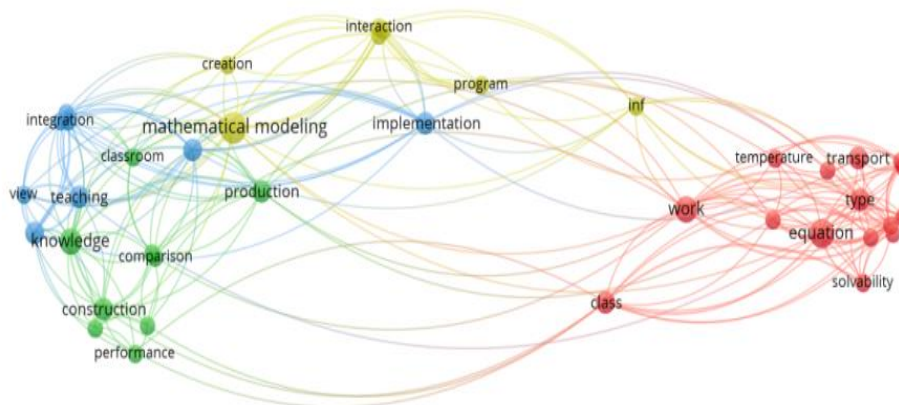 interaction
creation
program
inf
integration
mathematical modeling
implementation
classroom
temperature
transport
view
teaching
production
work
type
knowledge
equation
comparison
solvability
class
construction
performance